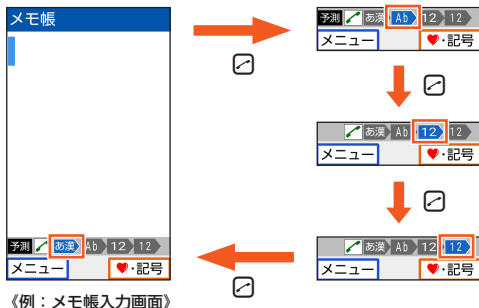 メモ帳
予測 あ漢 Ab 12 12
メニュー ♥・記号
《例：メモ帳入力画面》
予測 あ漢 Ab 12 12
メニュー ♥・記号
あ漢 Ab 12 12
メニュー ♥・記号
あ漢 Ab 12 12
メニュー ♥・記号